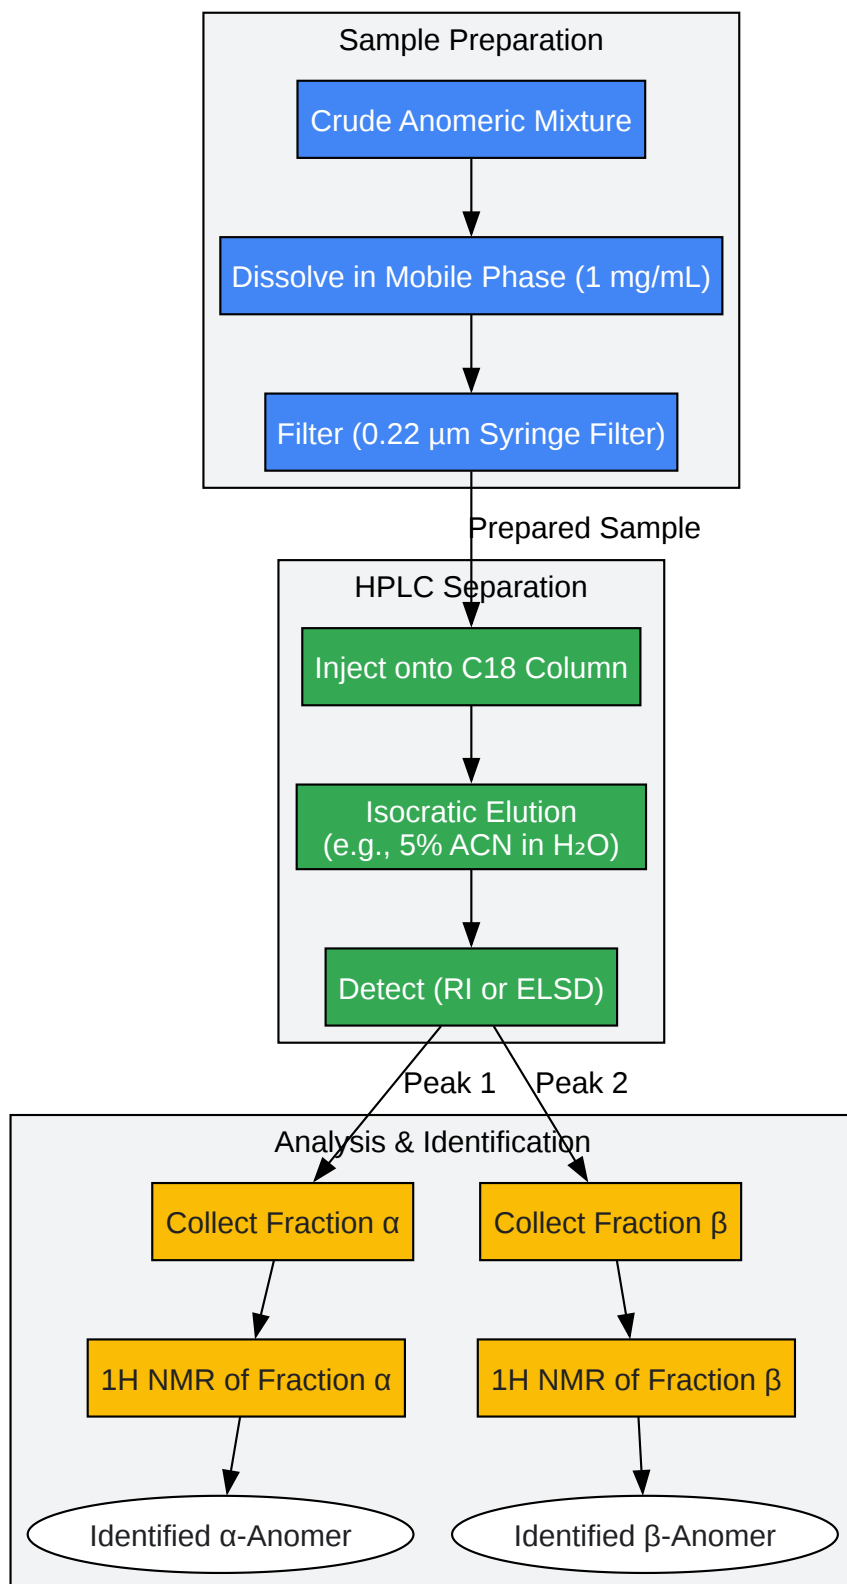 Sample Preparation
Crude Anomeric Mixture
Dissolve in Mobile Phase (1 mg/mL)
Filter (0.22 µm Syringe Filter)
Prepared Sample
HPLC Separation
Inject onto C18 Column
Isocratic Elution
(e.g., 5% ACN in H₂O)
Detect (RI or ELSD)
Peak 1
Peak 2
Analysis & Identification
Collect Fraction α
Collect Fraction β
1H NMR of Fraction α
1H NMR of Fraction β
Identified α-Anomer
Identified β-Anomer